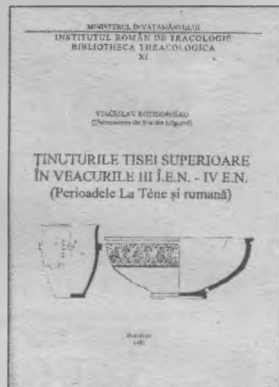 MINISTERUL ÎNVĂȚĂMÂNTULUI
INSTITUTUL ROMÂN DE TRACOLOGIE
BIBLIOTHECA THRACOLOGICA
XI
VIACESLAV KOTIGOROȘKO
ȚINUTURILE TISEI SUPERIOARE
ÎN VEACURILE III Î.E.N. - IV E.N.
(Perioadele La Tène și romană)